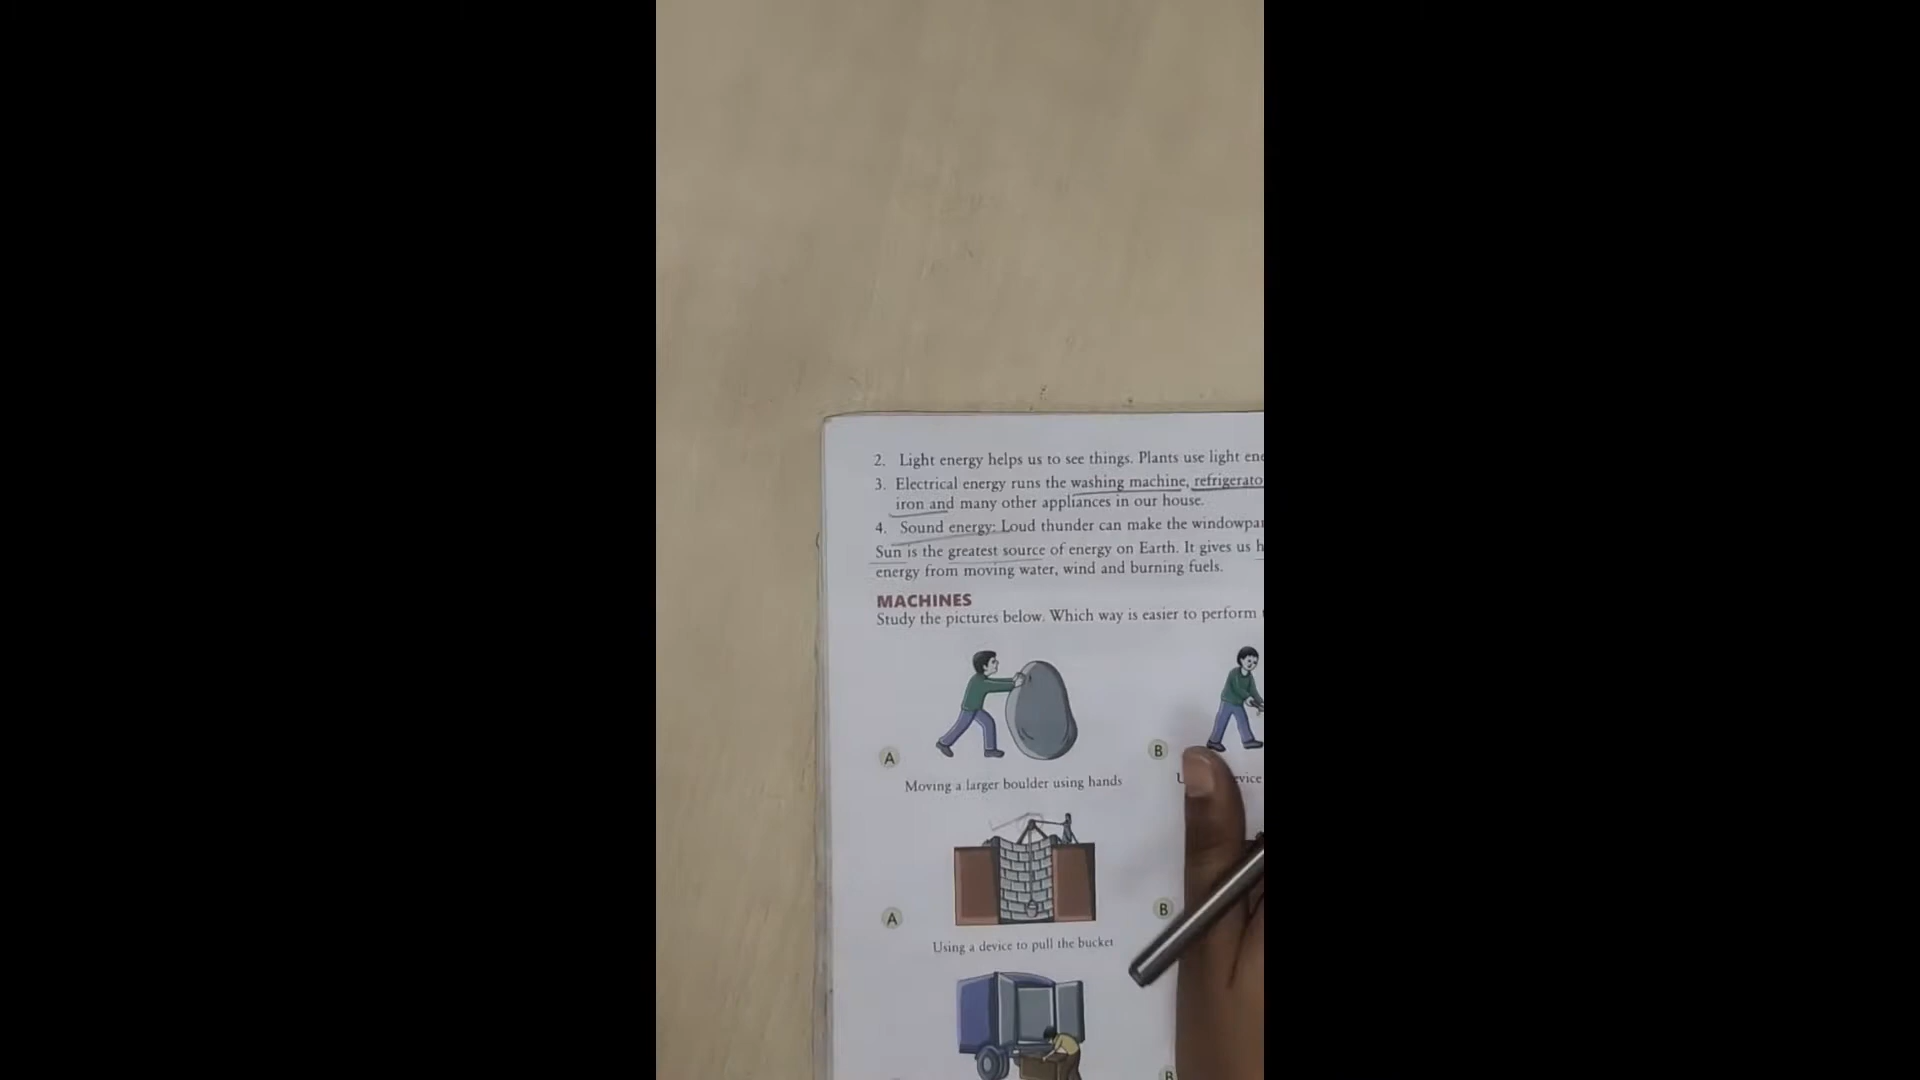 2. Light energy helps us to see things. Plants use light
3. Electrical energy runs the washing machine,
iron and many other appliances in our house.
4. Sound energy: Loud thunder can make the
Sun is the greatest source of energy on Earth. It gives us
energy from moving water, wind and burning fuels.
MACHINES
Study the pictures below. Which way is easier to perform
A
B
Moving a larger boulder using hands
A
B
Using a device to pull the bucket
B